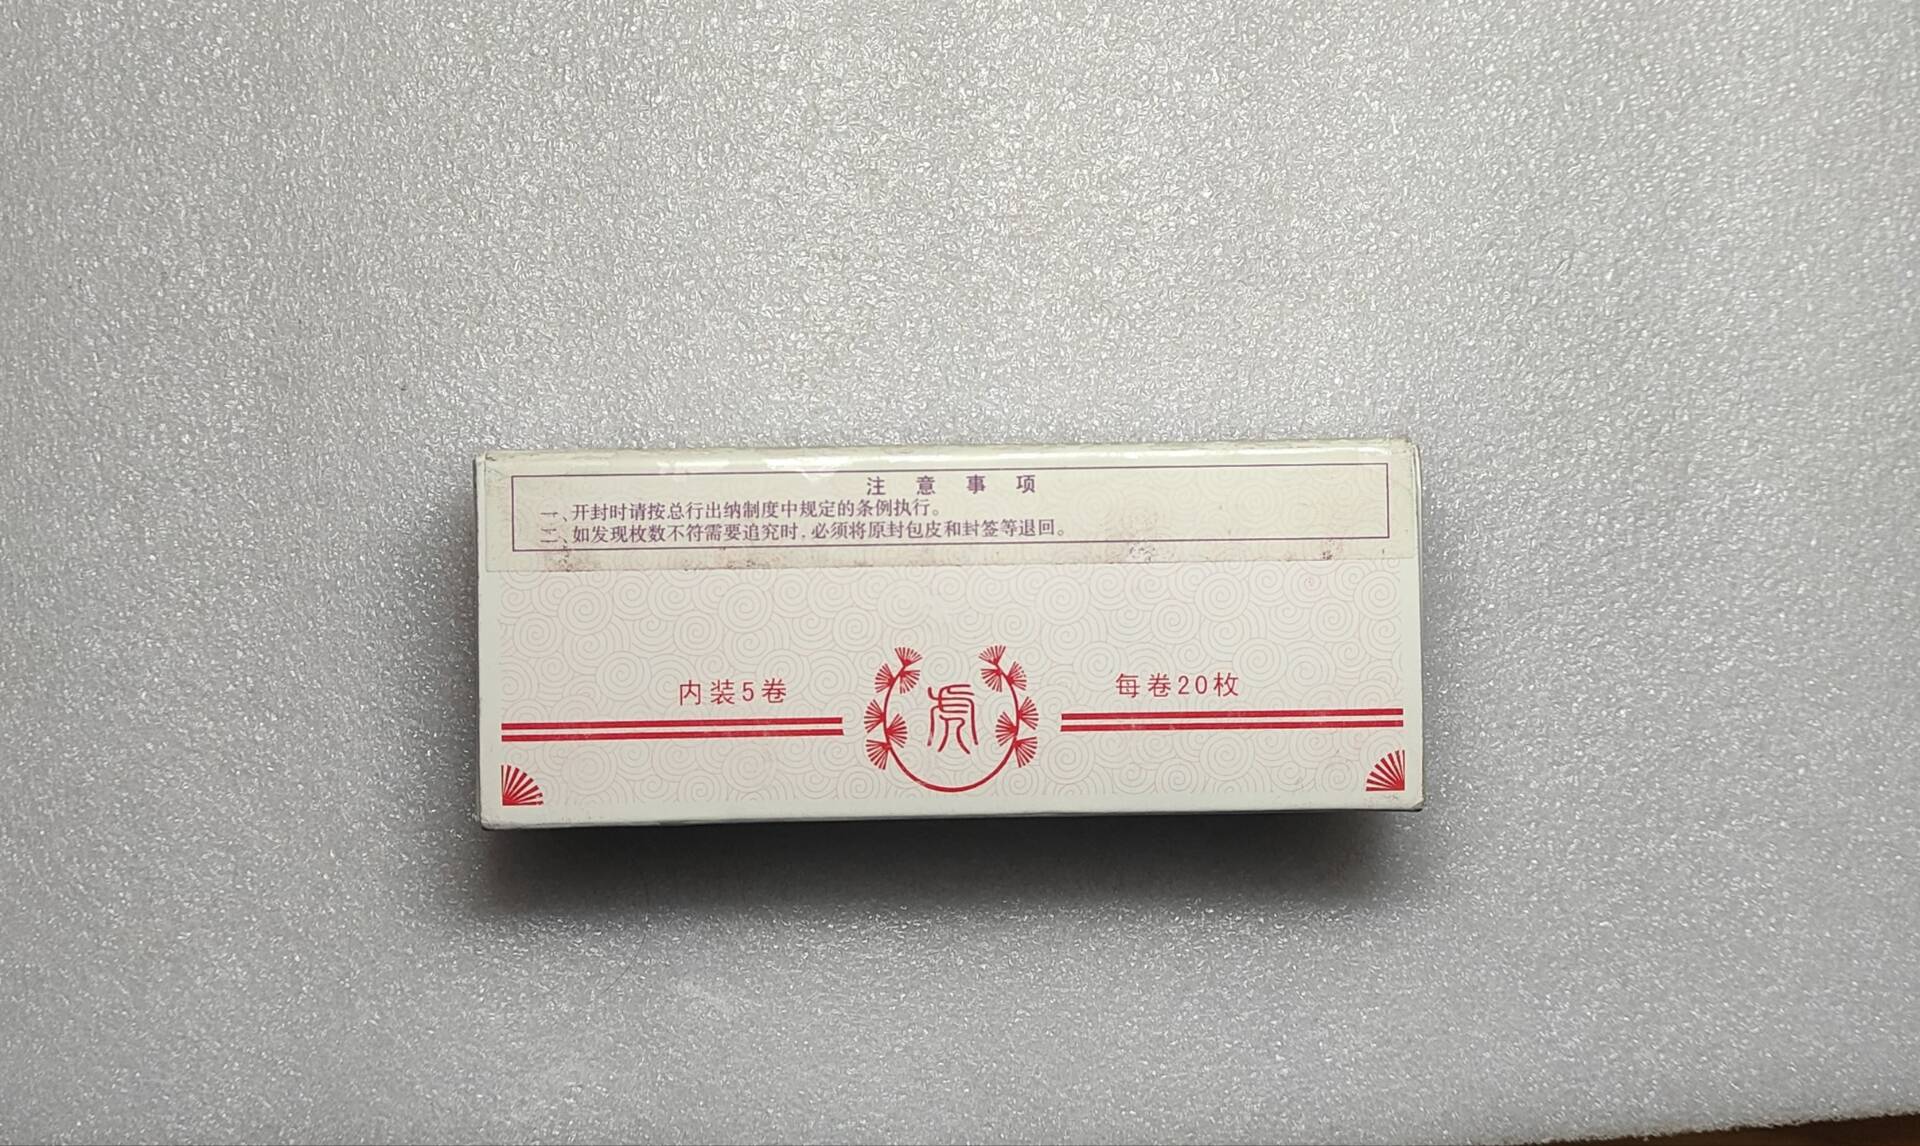 注意事项
一、开封时请按总行出纳制度中规定的条例执行。
二、如发现枚数不符需要追究时,必须将原封包皮和封签等退回。
内装5卷
每卷20枚
虎